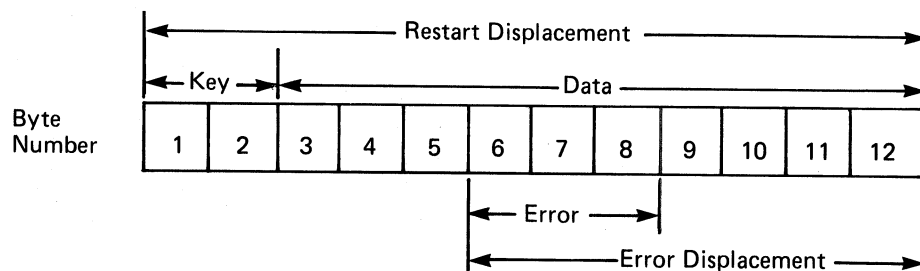 Restart Displacement
Key Data
Byte
Number
1 2 3 4 5 6 7 8 9 10 11 12
Error
Error Displacement